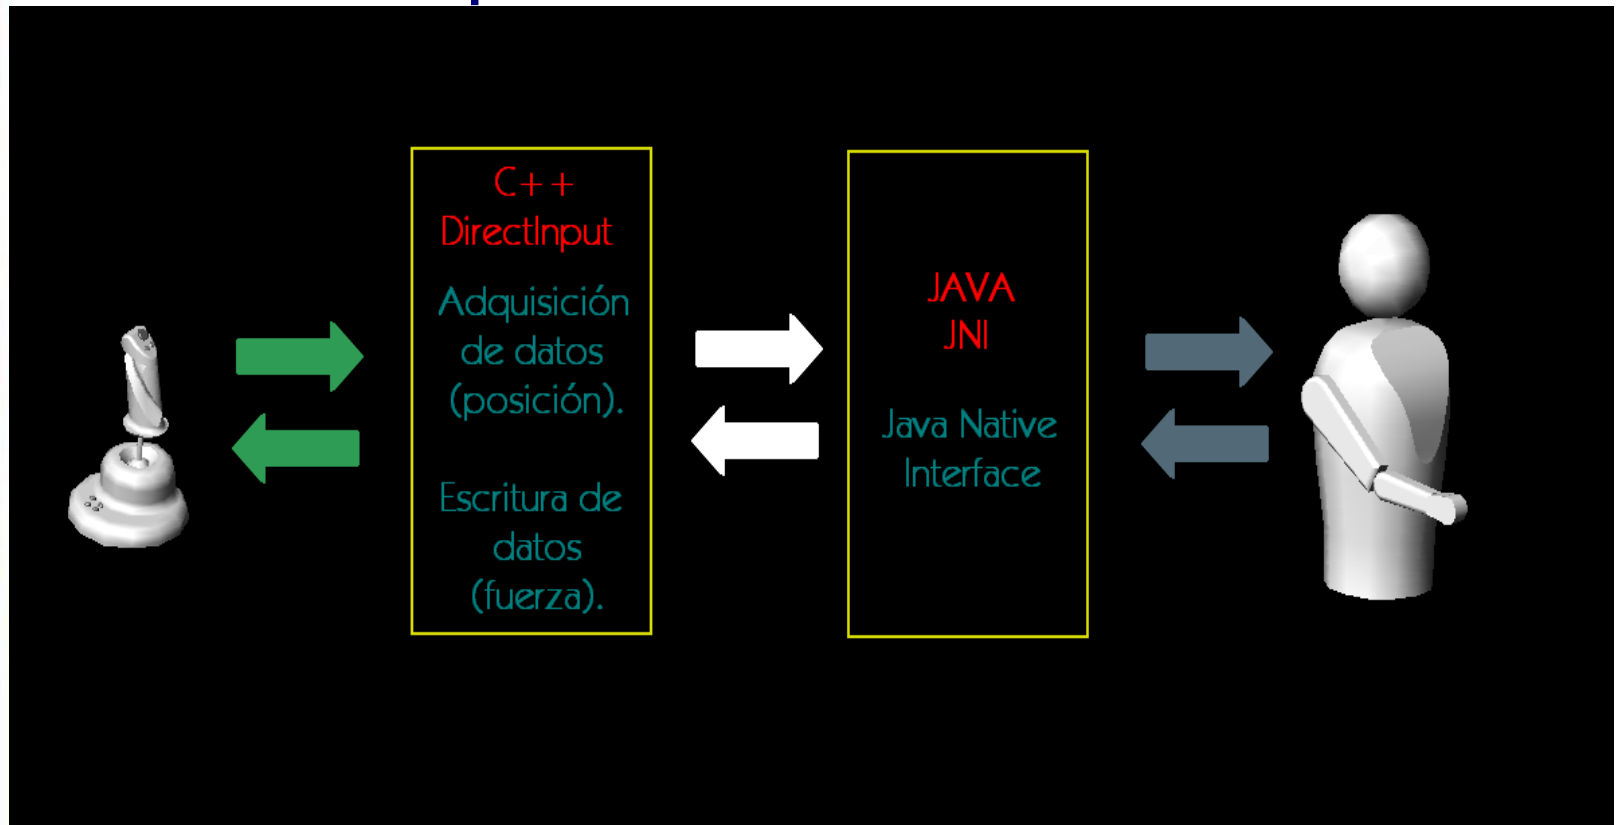 C++
DirectInput
Adquisición
de datos
(posición).
Escritura de
datos
(fuerza).
JAVA
JNI
Java Native
Interface